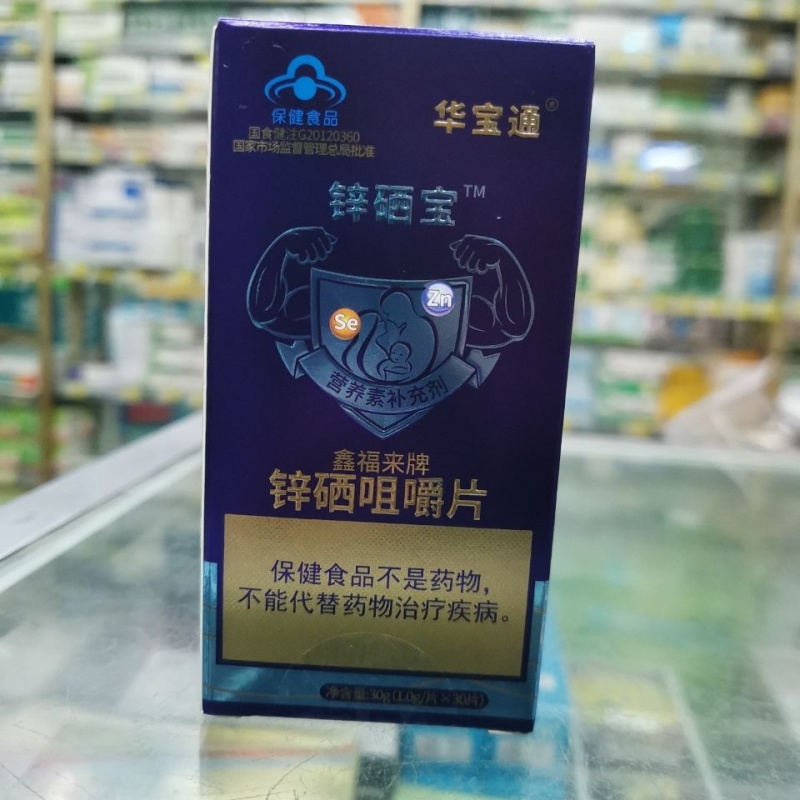 保健食品
国食健注G20120360
国家市场监督管理总局批准
华宝通®
锌硒宝™
Zn
Se
营养素补充剂
鑫福来牌
锌硒咀嚼片
保健食品不是药物，
不能代替药物治疗疾病。
净含量:30g(1.0g/片×30片)